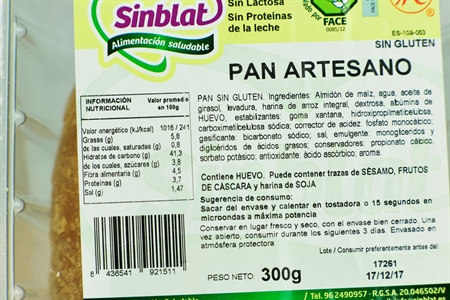 Sinblat
Alimentación saludable
Sin Lactosa
Sin Proteinas
de la leche
por
FACE
0085/12
ES-109-053
SIN GLUTEN
PAN ARTESANO
INFORMACIÓN
NUTRICIONAL
Valor promedio
en 100g
Valor energético (kJ/kcal) 1016 / 241
Grasas (g) 5,8
de las cuales, saturadas (g) 0,8
Hidratos de carbono (g) 41,3
de los cuales, azúcares (g) 3,8
Fibra alimentaria (g) 4,5
Proteinas (g) 3,7
Sal (g) 1,47
PAN SIN GLUTEN. Ingredientes: Almidón de maíz, agua, aceite de
girasol, levadura, harina de arroz integral, dextrosa, albúmina de
HUEVO, estabilizantes: goma xantana, hidroxipropilmetilcelulosa,
carboximetilcelulosa sódica; corrector de acidez: fosfato monocálcico,
gasificante: bicarbonato sódico; sal, emulgente: monoglicéridos y
diglicéridos de ácidos grasos; conservadores: propionato cálcico,
sorbato potásico, antioxidante: ácido ascórbico, aroma.
Contiene HUEVO. Puede contener trazas de SÉSAMO, FRUTOS
DE CÁSCARA y harina de SOJA
Sugerencia de consumo:
Sacar del envase y calentar en tostadora o 15 segundos en
microondas a máxima potencia
Conservar en lugar fresco y seco, con el envase bien cerrado. Una
vez abierto, consumir durante los siguientes 3 días. Envasado en
atmósfera protectora
Lote / Consumir preferentemente antes del:
17261
17/12/17
8 436541 921511
PESO NETO: 300g
Tel. 96 2490957 - R.G.S.A. 20.0